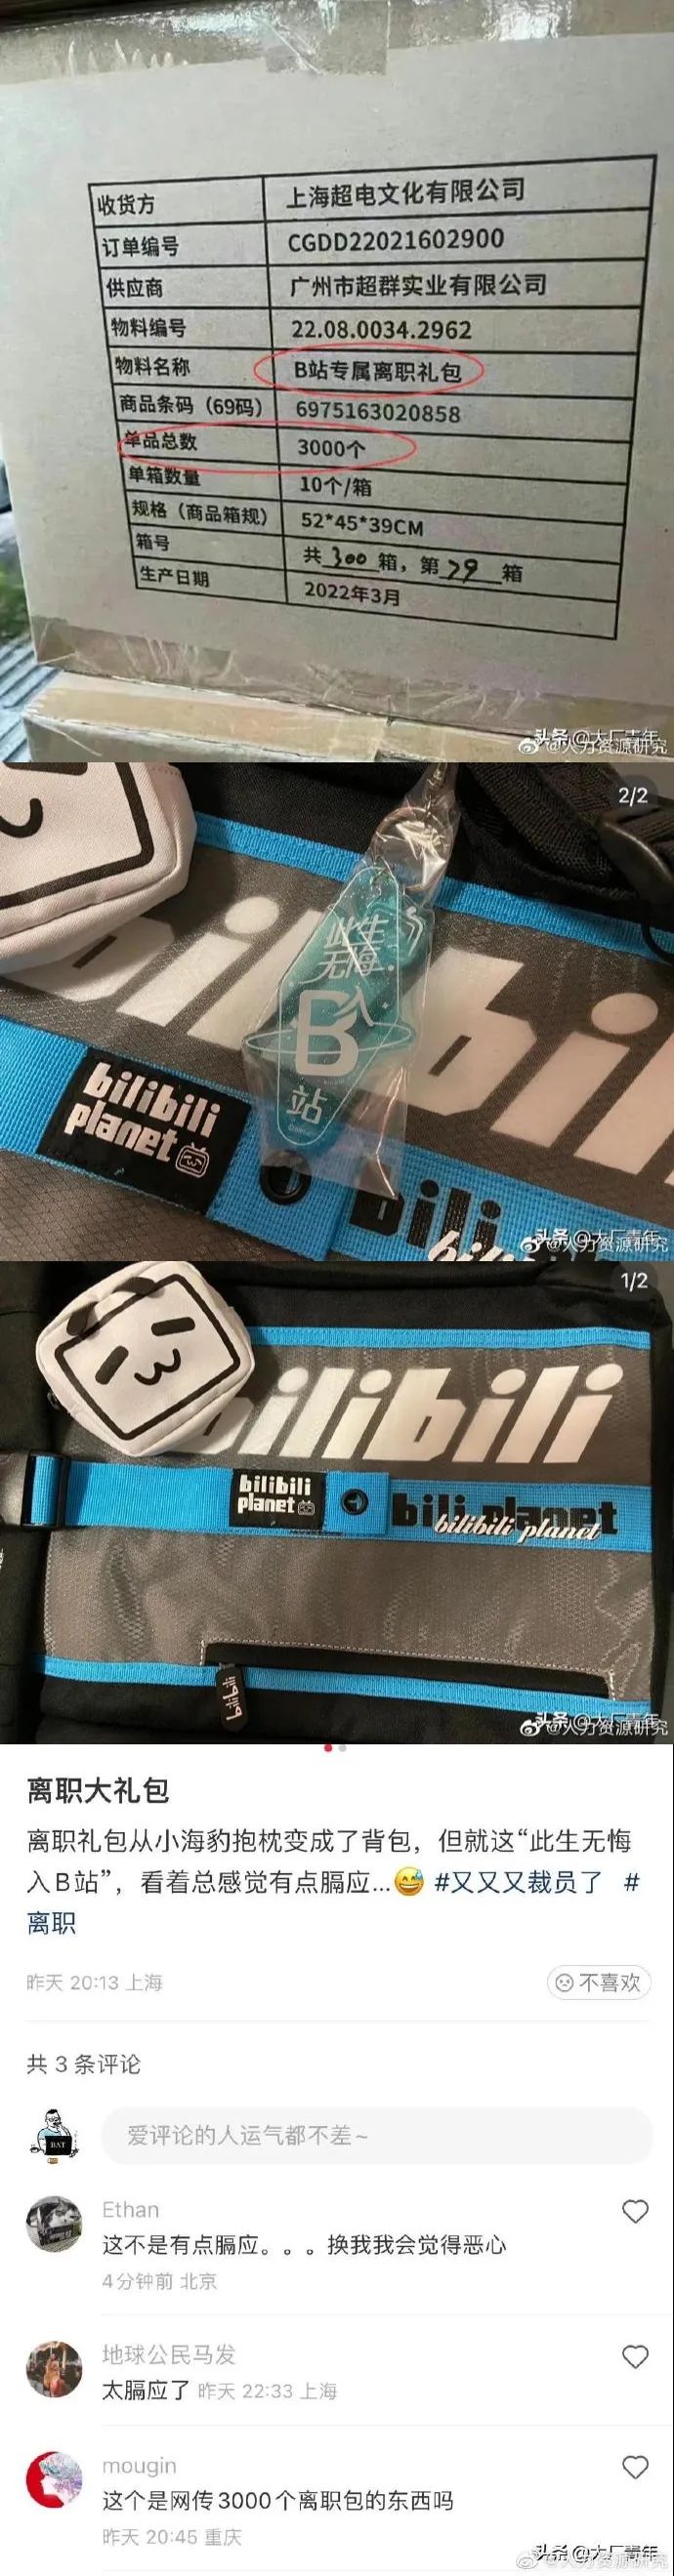 收货方 上海超电文化有限公司
订单编号 CGDD22021602900
供应商 广州市超群实业有限公司
物料编号 22.08.0034.2962
物料名称 B站专属离职礼包
商品条码（69码） 6975163020858
单品总数 3000个
单箱数量 10个/箱
规格（商品箱规） 52*45*39CM
箱号 共300箱，第79箱
生产日期 2022年3月
头条 @大厂青年
@人力资源研究
2/2
bilibili
此生
无悔
入
B
站
bilibili
planet
bili
头条 @大厂青年
@人力资源研究
1/2
bilibili
bilibili
planet
bili planet
bilibili planet
bilibili
头条 @大厂青年
@人力资源研究
离职大礼包
离职礼包从小海豹抱枕变成了背包，但就这“此生无悔
入B站”，看着总感觉有点膈应...😅 #又又又裁员了 #
离职
昨天 20:13 上海
不喜欢
共 3 条评论
BAT
爱评论的人运气都不差~
Ethan
这不是有点膈应。。。换我我会觉得恶心
4分钟前 北京
地球公民马发
太膈应了 昨天 22:33 上海
mougin
这个是网传3000个离职包的东西吗
昨天 20:45 重庆
头条 @大厂青年
@人力资源研究